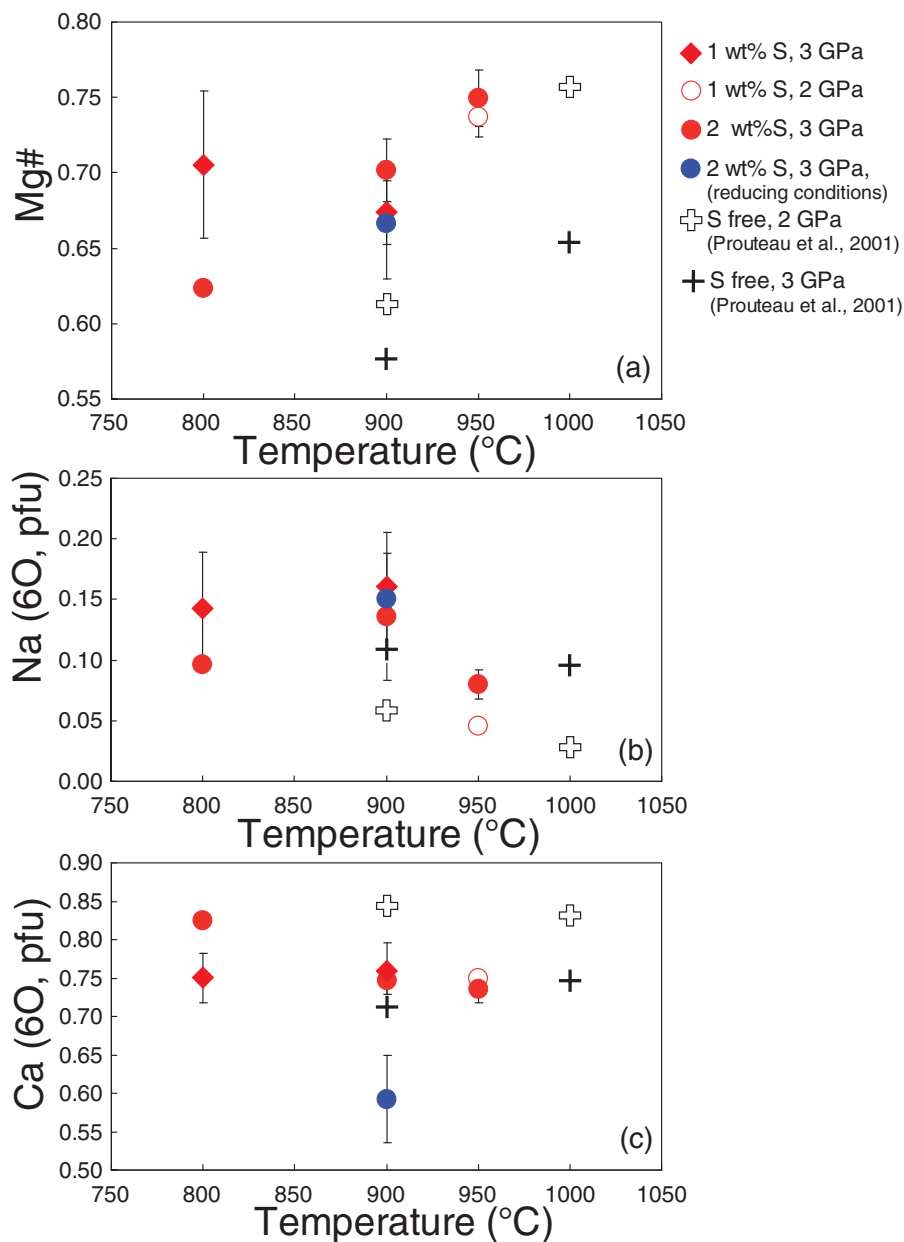 0.80
0.75
0.70
0.65
0.60
0.55
Mg#
(a)
750 800 850 900 950 1000 1050
Temperature (°C)
1 wt% S, 3 GPa
1 wt% S, 2 GPa
2 wt%S, 3 GPa
2 wt% S, 3 GPa,
(reducing conditions)
S free, 2 GPa
(Prouteau et al., 2001)
S free, 3 GPa
(Prouteau et al., 2001)
0.25
0.20
0.15
0.10
0.05
0.00
Na (6O, pfu)
(b)
750 800 850 900 950 1000 1050
Temperature (°C)
0.90
0.85
0.80
0.75
0.70
0.65
0.60
0.55
0.50
Ca (6O, pfu)
(c)
750 800 850 900 950 1000 1050
Temperature (°C)